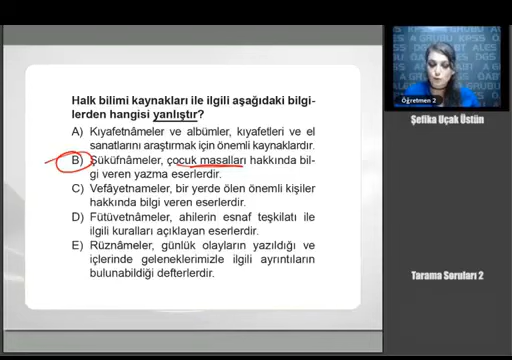 Halk bilimi kaynakları ile ilgili aşağıdaki bilgi-
lerden hangisi yanlıştır?
A) Kıyafetnâmeler ve albümler, kıyafetleri ve el
sanatlarını araştırmak için önemli kaynaklardır.
B) Şüküfnâmeler, çocuk masalları hakkında bil-
gi veren yazma eserlerdir.
C) Vefâyetnameler, bir yerde ölen önemli kişiler
hakkında bilgi veren eserlerdir.
D) Fütüvetnâmeler, ahilerin esnaf teşkilatı ile
ilgili kuralları açıklayan eserlerdir.
E) Rûznâmeler, günlük olayların yazıldığı ve
içlerinde geleneklerimizle ilgili ayrıntıların
bulunabildiği defterlerdir.
Öğretmen 2
Şefika Uçak Üstün
Tarama Soruları 2